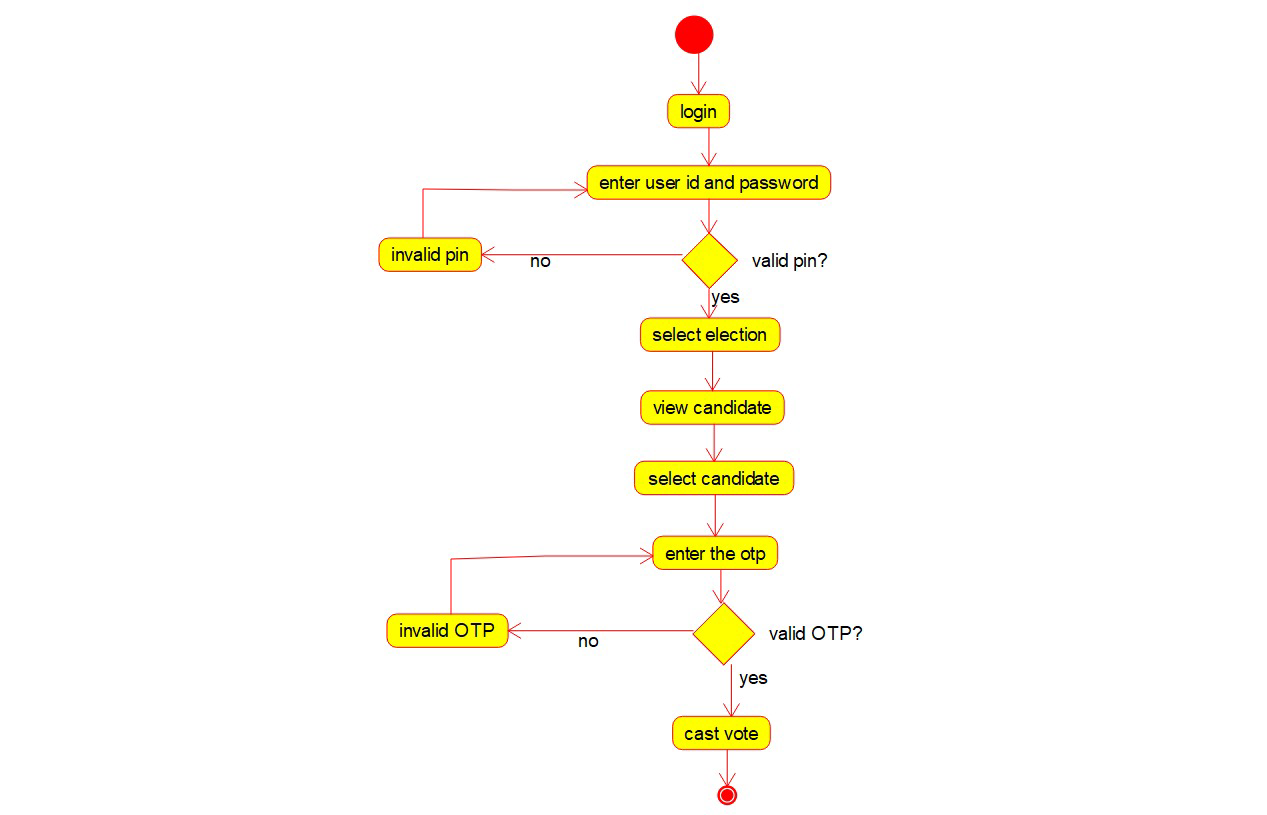 login
enter user id and password
invalid pin
no
valid pin?
yes
select election
view candidate
select candidate
enter the otp
invalid OTP
no
valid OTP?
yes
cast vote